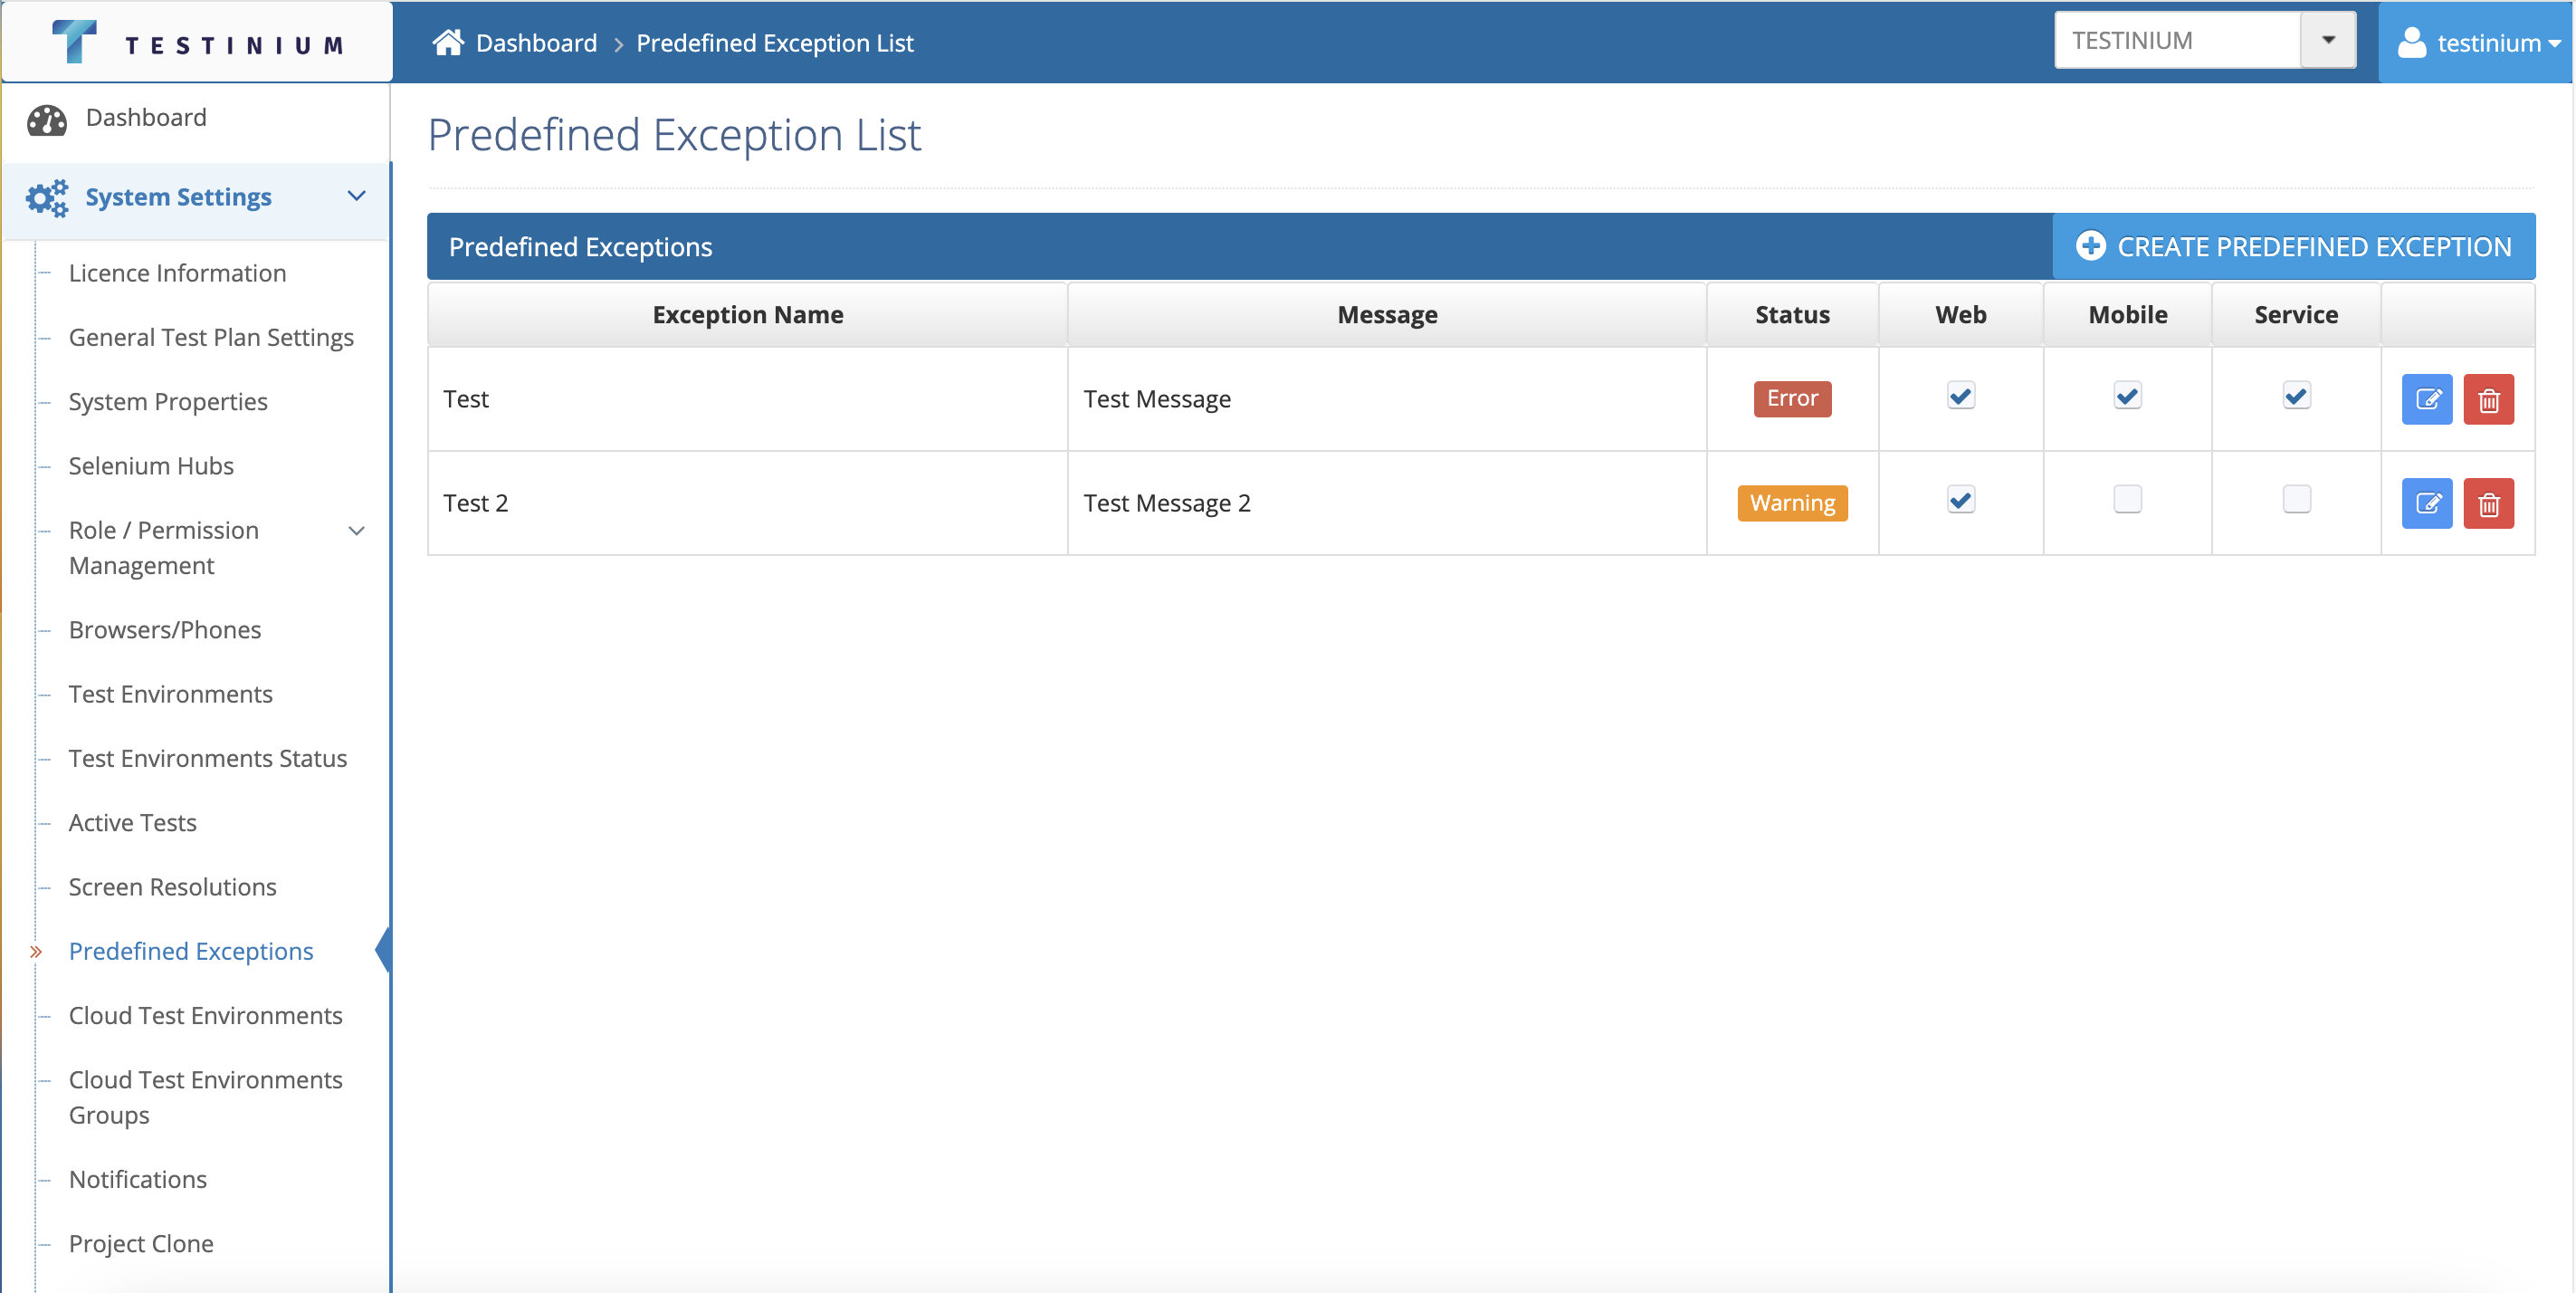 TESTINIUM
Dashboard > Predefined Exception List
TESTINIUM
testinium
Dashboard
System Settings
Licence Information
General Test Plan Settings
System Properties
Selenium Hubs
Role / Permission
Management
Browsers/Phones
Test Environments
Test Environments Status
Active Tests
Screen Resolutions
Predefined Exceptions
Cloud Test Environments
Cloud Test Environments
Groups
Notifications
Project Clone
Predefined Exception List
Predefined Exceptions
CREATE PREDEFINED EXCEPTION
Exception Name Message Status Web Mobile Service
Test Test Message Error
Test 2 Test Message 2 Warning